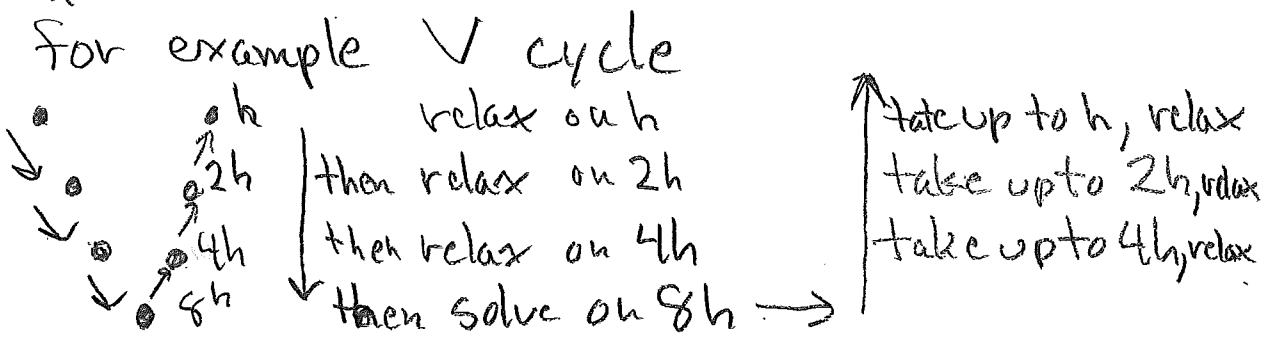 for example V cycle
h relax on h take up to h, relax
2h then relax on 2h take up to 2h, relax
4h then relax on 4h take up to 4h, relax
8h then solve on 8h